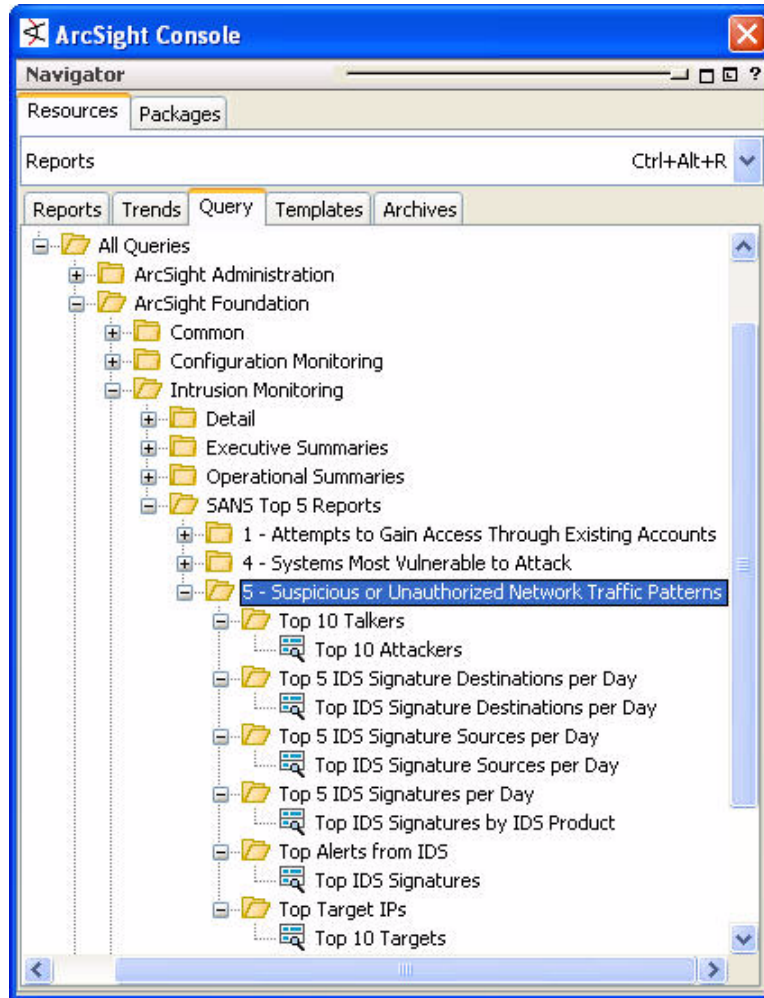 ArcSight Console
Navigator
?
Resources Packages
Reports Ctrl+Alt+R
Reports Trends Query Templates Archives
All Queries
ArcSight Administration
ArcSight Foundation
Common
Configuration Monitoring
Intrusion Monitoring
Detail
Executive Summaries
Operational Summaries
SANS Top 5 Reports
1 - Attempts to Gain Access Through Existing Accounts
4 - Systems Most Vulnerable to Attack
5 - Suspicious or Unauthorized Network Traffic Patterns
Top 10 Talkers
Top 10 Attackers
Top 5 IDS Signature Destinations per Day
Top IDS Signature Destinations per Day
Top 5 IDS Signature Sources per Day
Top IDS Signature Sources per Day
Top 5 IDS Signatures per Day
Top IDS Signatures by IDS Product
Top Alerts from IDS
Top IDS Signatures
Top Target IPs
Top 10 Targets